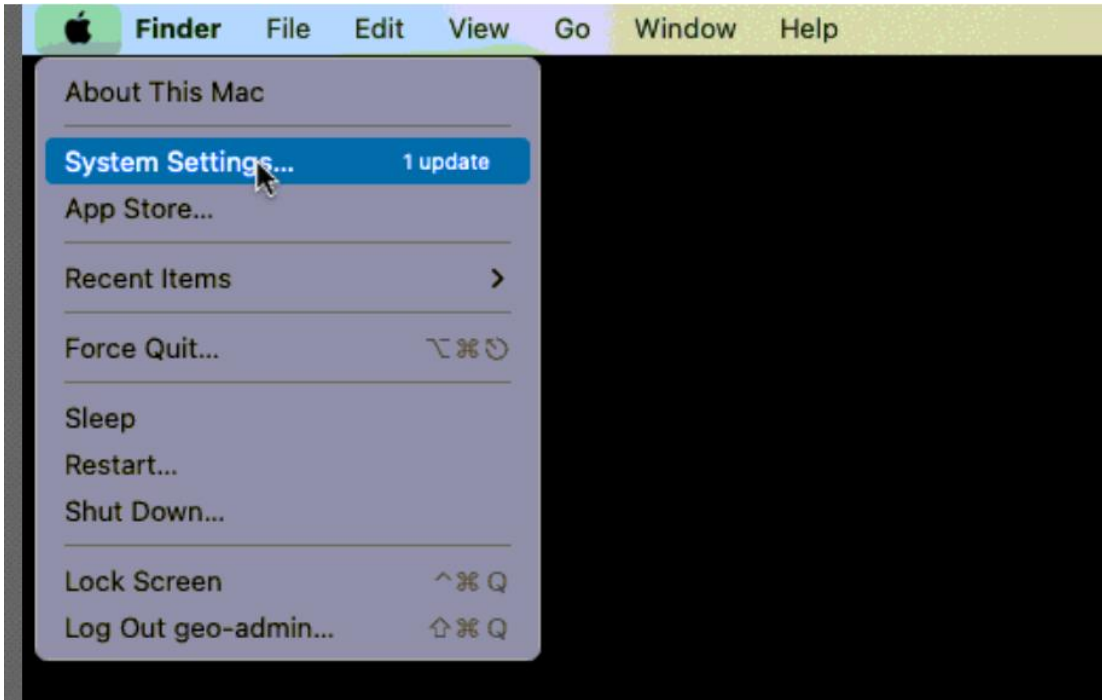 Finder File Edit View Go Window Help
About This Mac
System Settings... 1 update
App Store...
Recent Items
Force Quit... ⌥⌘⎋
Sleep
Restart...
Shut Down...
Lock Screen ^⌘Q
Log Out geo-admin... ⇧⌘Q